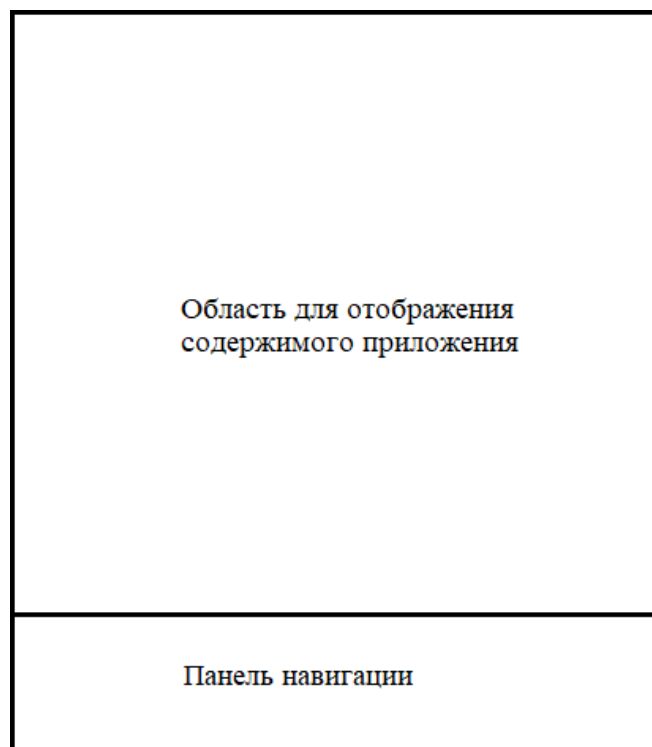 Область для отображения
содержимого приложения
Панель навигации